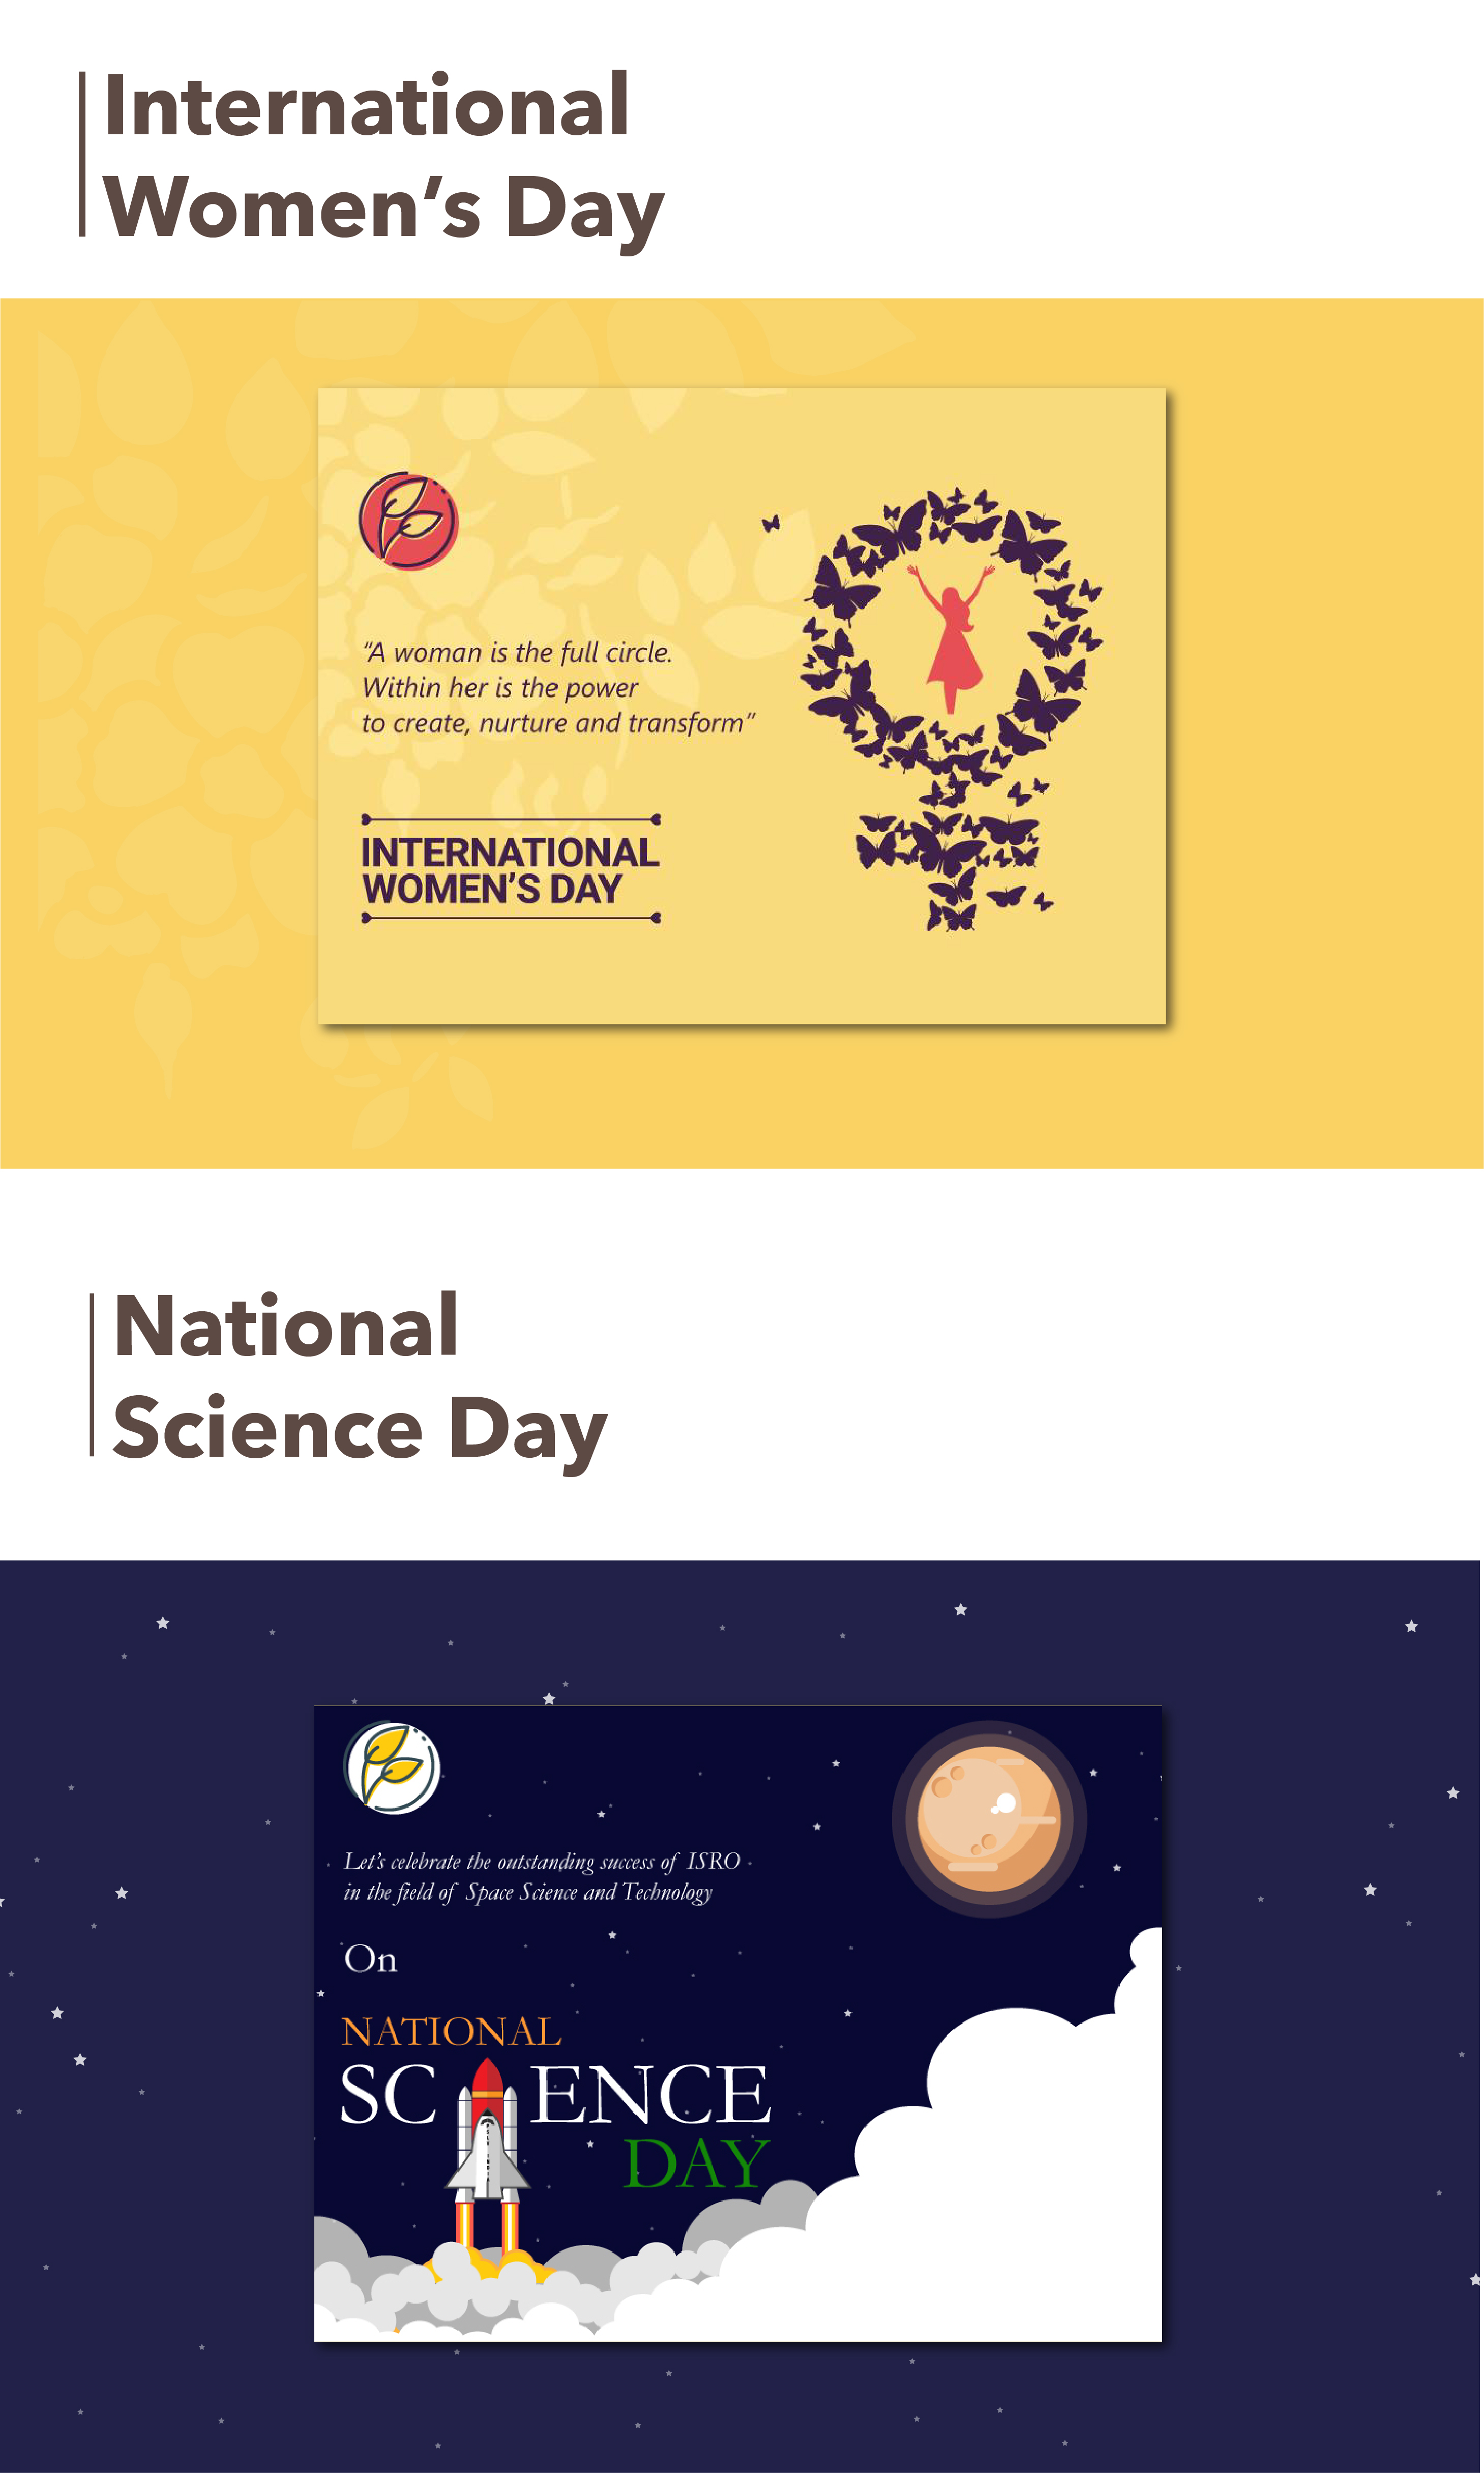 International
Women‘s Day
“A woman is the full circle.
Within her is the power
to create, nurture and transform”
INTERNATIONAL
WOMEN’S DAY
National
Science Day
Let’s celebrate the outstanding success of ISRO
in the field of Space Science and Technology
On
NATIONAL
SCIENCE
DAY